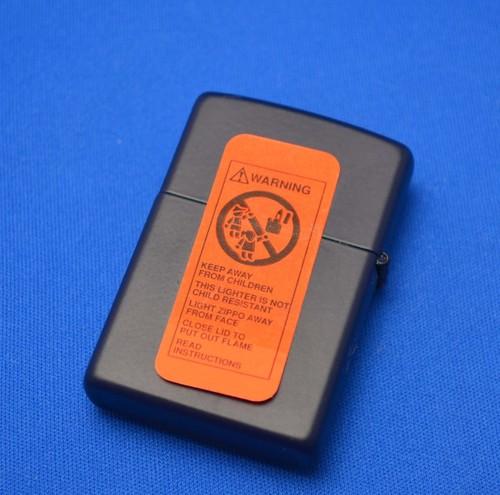 WARNING
KEEP AWAY
FROM CHILDREN
THIS LIGHTER IS NOT
CHILD RESISTANT
LIGHT ZIPPO AWAY
FROM FACE
CLOSE LID TO
PUT OUT FLAME
READ
INSTRUCTIONS